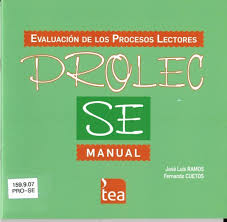 EVALUACIÓN DE LOS PROCESOS LECTORES
PROLEC
SE
MANUAL
José Luis RAMOS
Fernando CUETOS
159.9.07
PRO-SE
tea